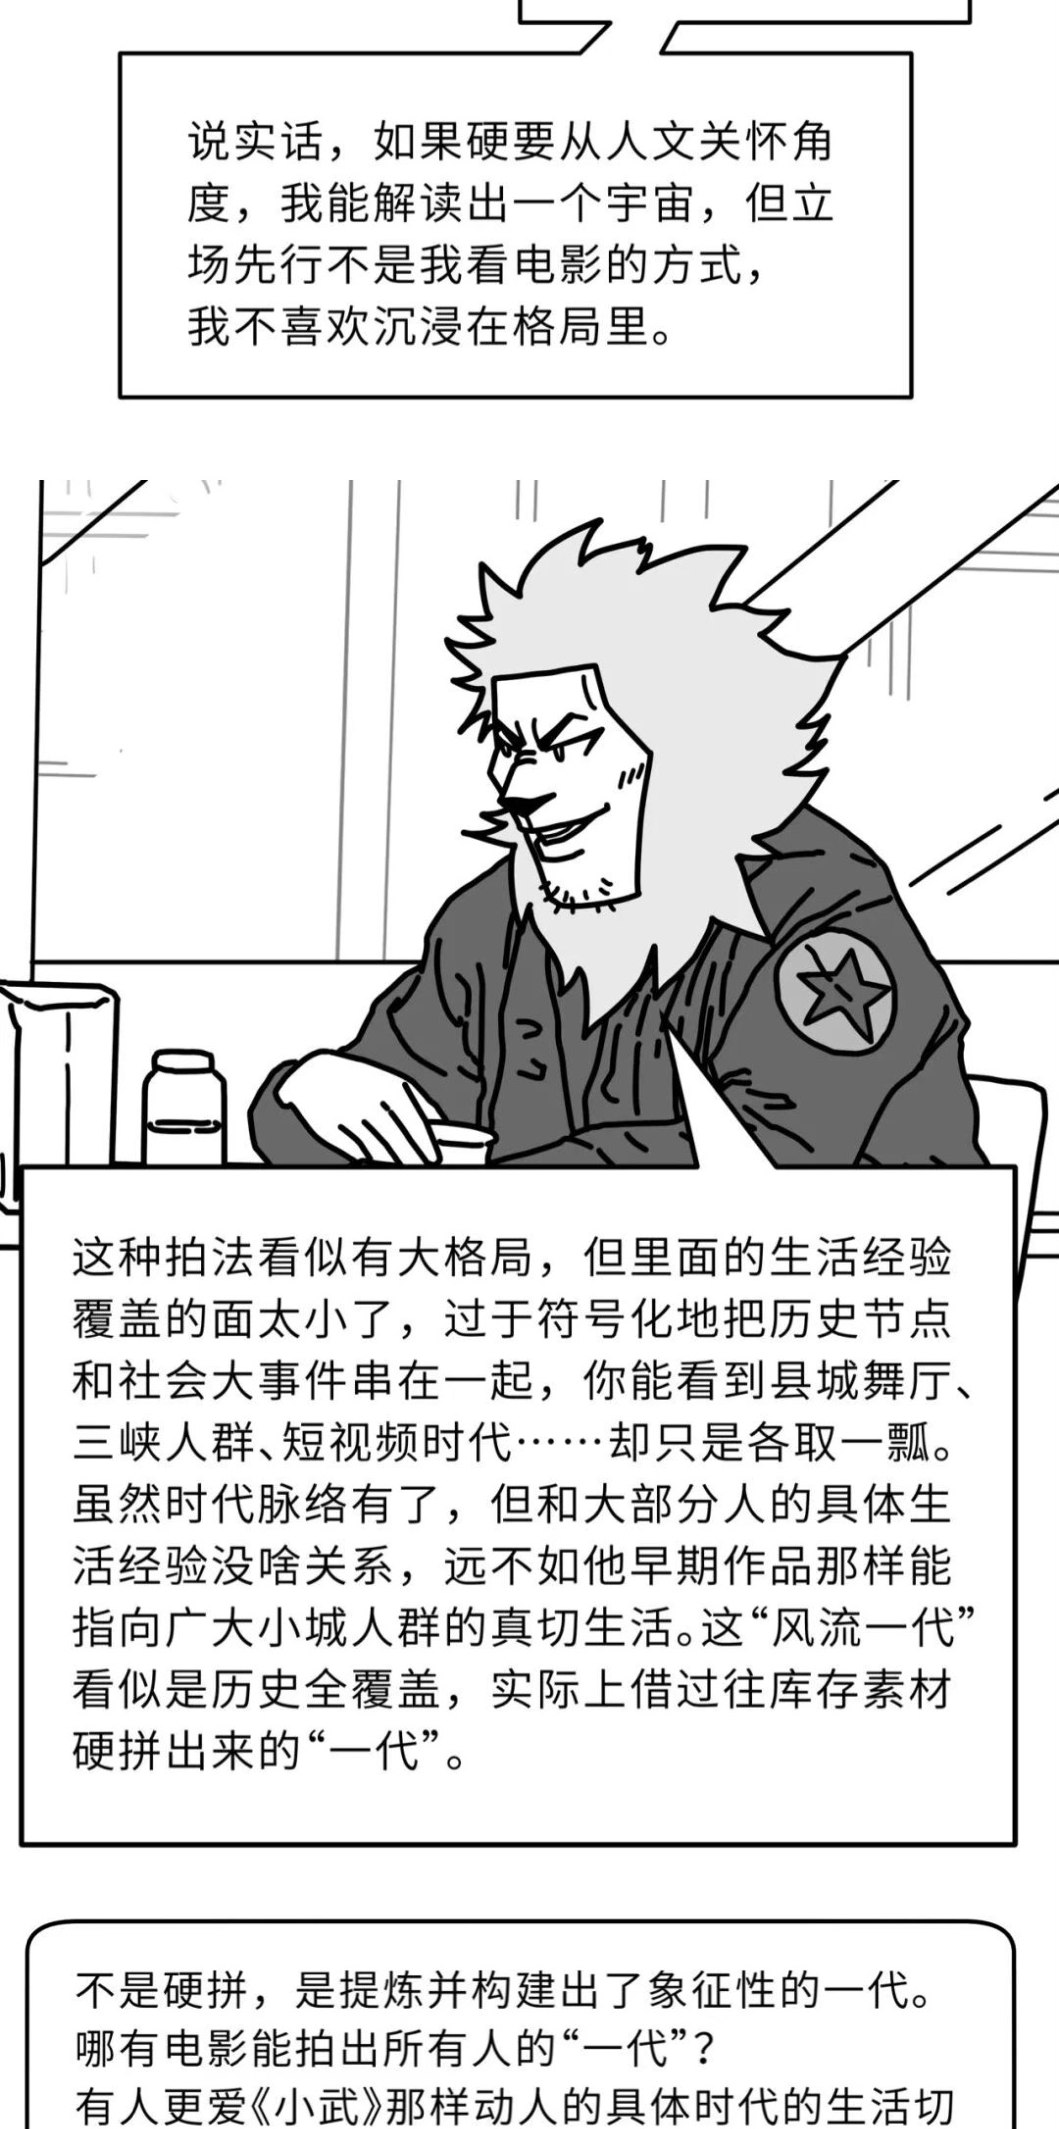 说实话，如果硬要从人文关怀角
度，我能解读出一个宇宙，但立
场先行不是我看电影的方式，
我不喜欢沉浸在格局里。
这种拍法看似有大格局，但里面的生活经验
覆盖的面太小了，过于符号化地把历史节点
和社会大事件串在一起，你能看到县城舞厅、
三峡人群、短视频时代……却只是各取一瓢。
虽然时代脉络有了，但和大部分人的具体生
活经验没啥关系，远不如他早期作品那样能
指向广大小城人群的真切生活。这“风流一代”
看似是历史全覆盖，实际上借过往库存素材
硬拼出来的“一代”。
不是硬拼，是提炼并构建出了象征性的一代。
哪有电影能拍出所有人的“一代”？
有人更爱《小武》那样动人的具体时代的生活切